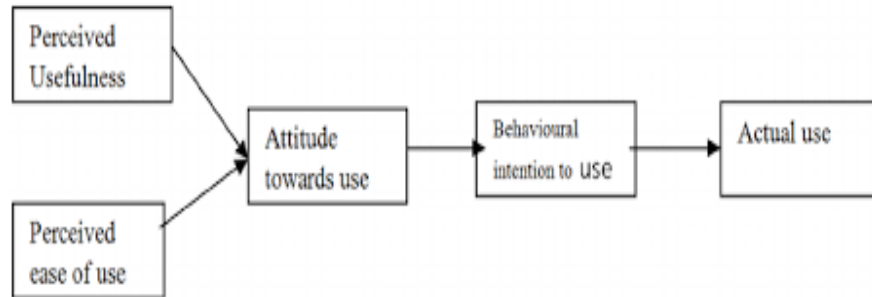 Perceived
Usefulness
Perceived
ease of use
Attitude
towards use
Behavioural
intention to use
Actual use